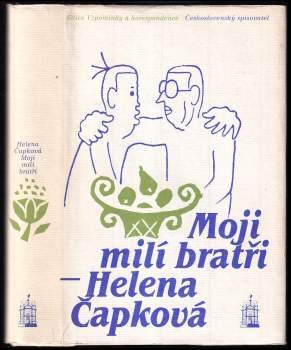 Edice Vzpomínky a korespondence Československý spisovatel
Helena
Čapková
Moji
milí
bratři
Moji
milí bratři
– Helena
Čapková